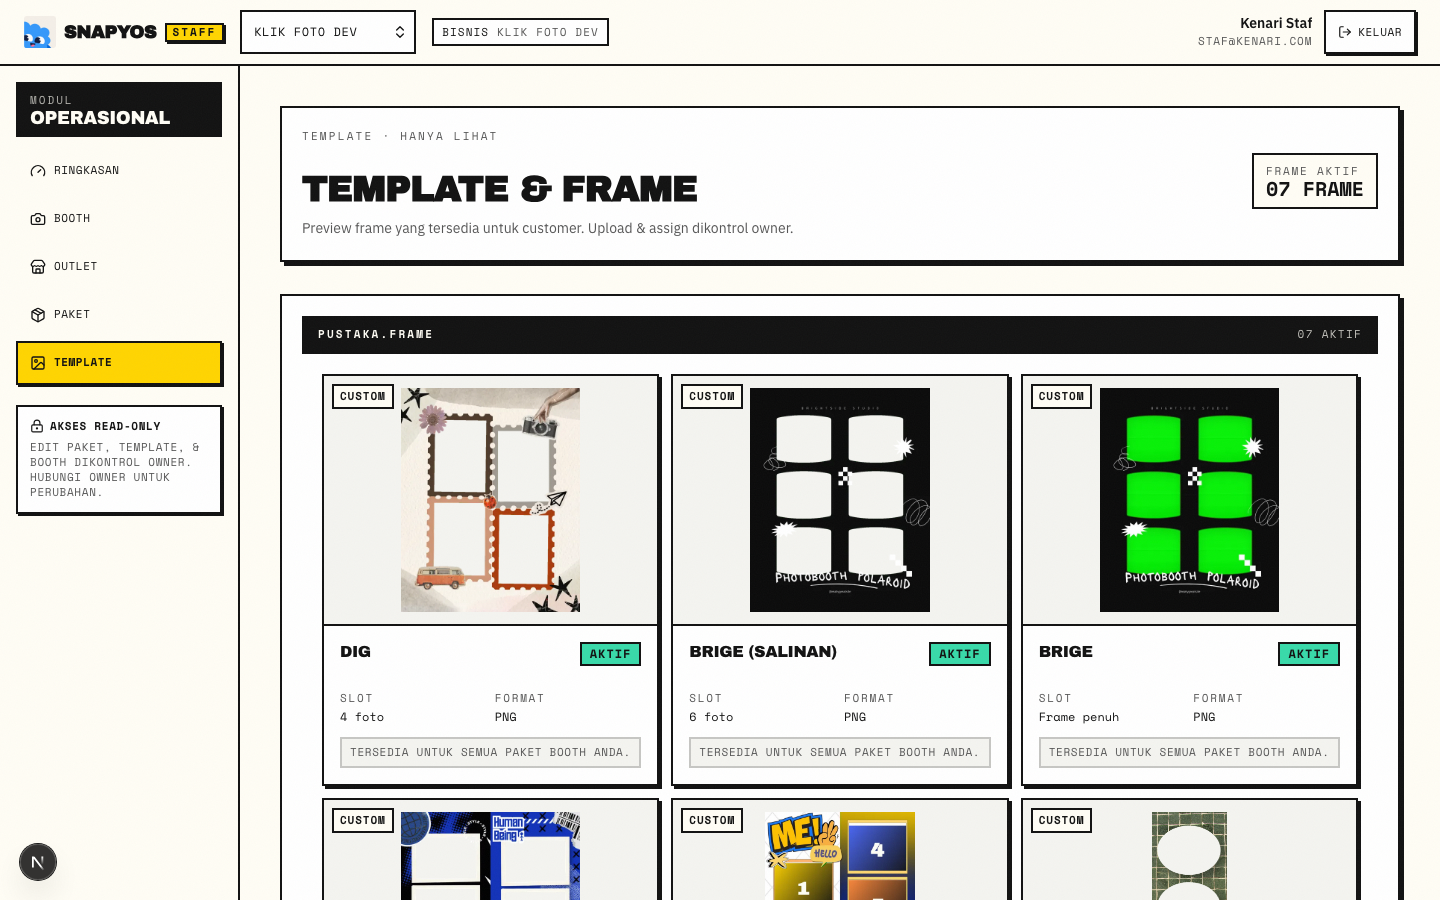 SNAPYOS
STAFF
KLIK FOTO DEV
BISNIS KLIK FOTO DEV
Kenari Staf
STAF@KENARI.COM
KELUAR
MODUL
OPERASIONAL
RINGKASAN
BOOTH
OUTLET
PAKET
TEMPLATE
AKSES READ-ONLY
EDIT PAKET, TEMPLATE, &
BOOTH DIKONTROL OWNER.
HUBUNGI OWNER UNTUK
PERUBAHAN.
N
TEMPLATE · HANYA LIHAT
TEMPLATE & FRAME
Preview frame yang tersedia untuk customer. Upload & assign dikontrol owner.
FRAME AKTIF
07 FRAME
PUSTAKA.FRAME
07 AKTIF
CUSTOM
DIG
AKTIF
SLOT
FORMAT
4 foto
PNG
TERSEDIA UNTUK SEMUA PAKET BOOTH ANDA.
CUSTOM
BRIGHTSIDE STUDIO
PHOTOBOOTH POLAROID
BRIGE (SALINAN)
AKTIF
SLOT
FORMAT
6 foto
PNG
TERSEDIA UNTUK SEMUA PAKET BOOTH ANDA.
CUSTOM
BRIGHTSIDE STUDIO
PHOTOBOOTH POLAROID
BRIGE
AKTIF
SLOT
FORMAT
Frame penuh
PNG
TERSEDIA UNTUK SEMUA PAKET BOOTH ANDA.
CUSTOM
Human
Being
CUSTOM
ME!
HELLO
4
1
CUSTOM